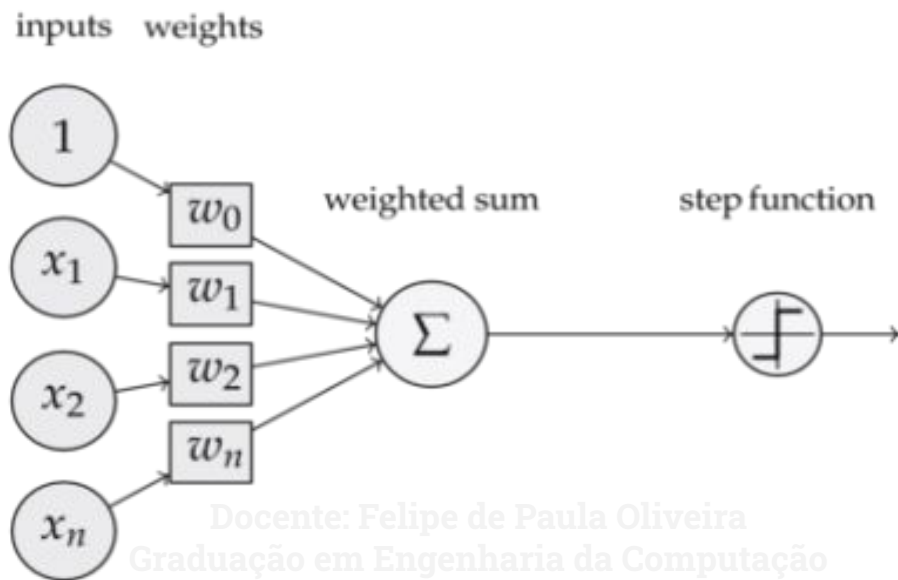 inputs weights
1
w₀
weighted sum
step function
x₁
w₁
Σ
x₂
w₂
wₙ
xₙ
Docente: Felipe de Paula Oliveira
Graduação em Engenharia da Computação